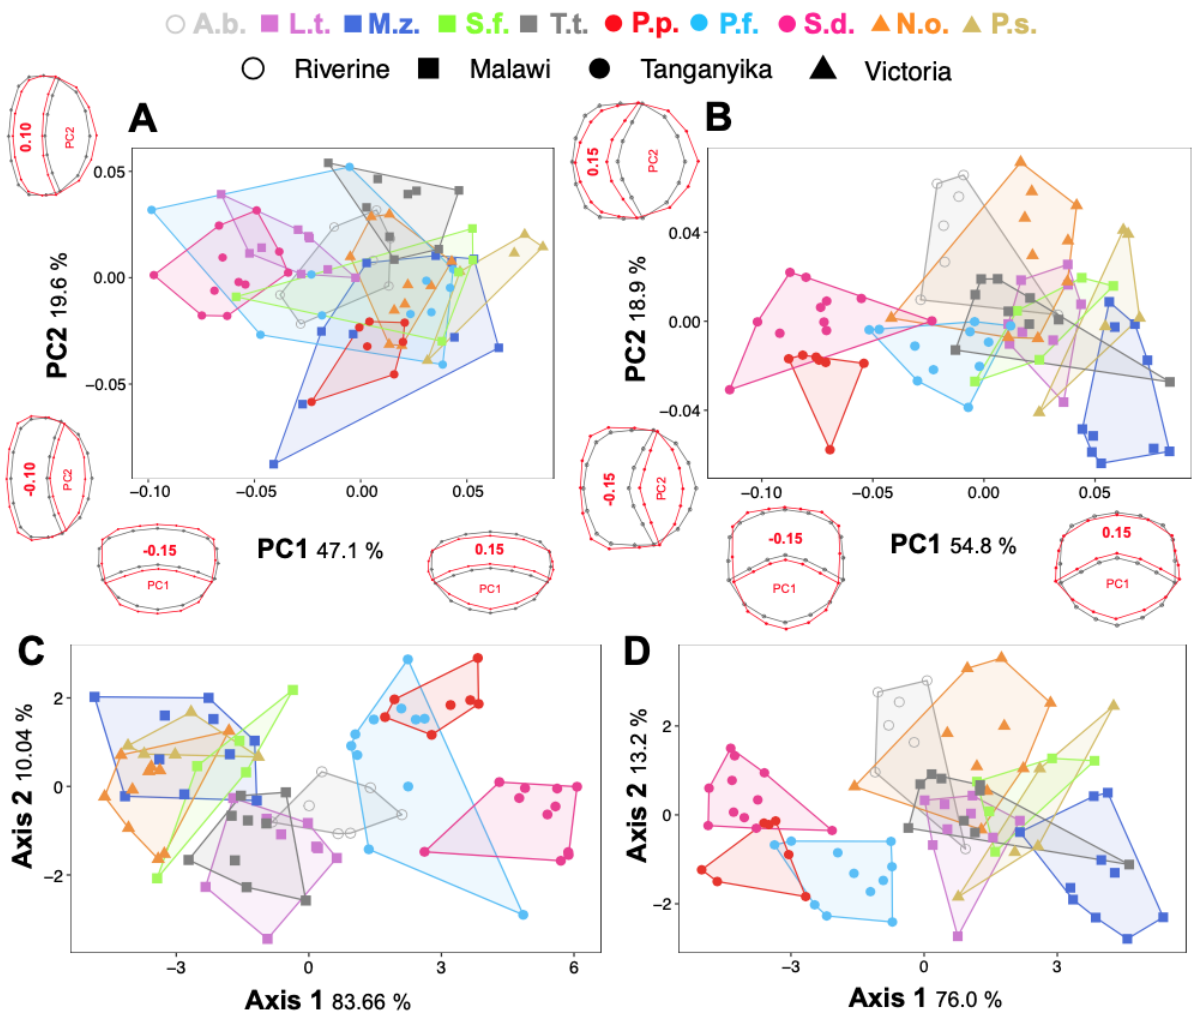 A.b. L.t. M.z. S.f. T.t. P.p. P.f. S.d. N.o. P.s.
Riverine Malawi Tanganyika Victoria
A
B
0.10
PC2
0.15
PC2
0.05
0.00
−0.05
PC2 19.6 %
0.04
0.00
−0.04
PC2 18.9 %
-0.10
PC2
-0.15
PC2
−0.10 −0.05 0.00 0.05
−0.10 −0.05 0.00 0.05
-0.15
PC1
PC1 47.1 %
0.15
PC1
-0.15
PC1
PC1 54.8 %
0.15
PC1
C
D
2
0
−2
Axis 2 10.04 %
2
0
−2
Axis 2 13.2 %
−3 0 3 6
−3 0 3
Axis 1 83.66 %
Axis 1 76.0 %